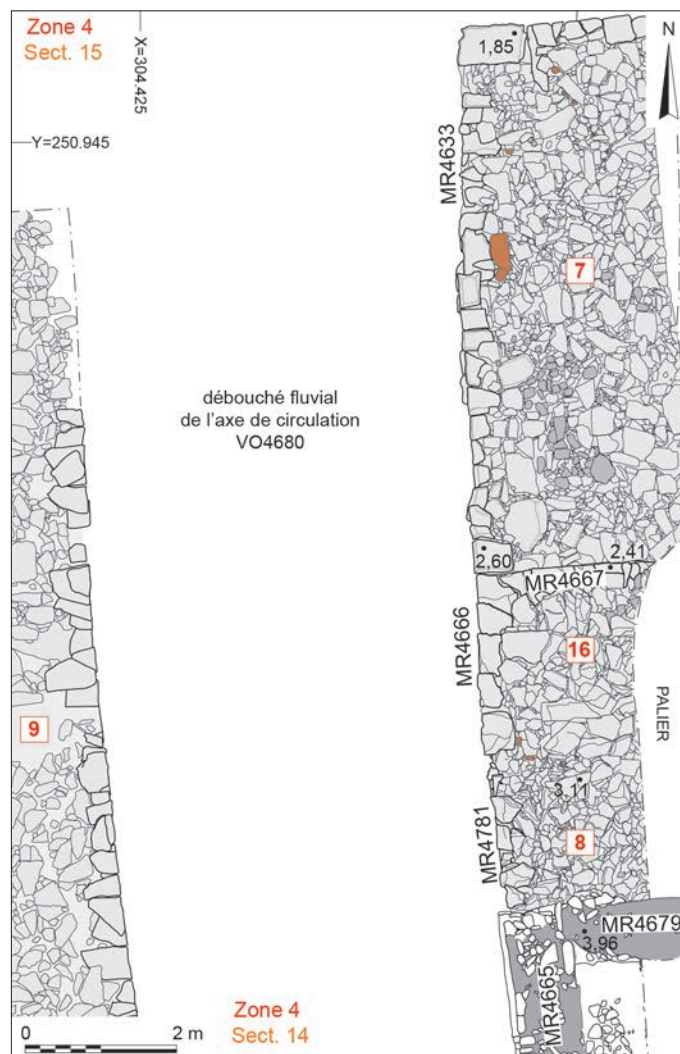 Zone 4
Sect. 15
X=304.425
Y=250.945
1,85
N
MR4633
7
débouché fluvial
de l'axe de circulation
VO4680
2,60
2,41
MR4667
MR4666
16
PALIER
9
3,11
MR4781
8
MR4679
3,96
MR4665
Zone 4
Sect. 14
0
2 m